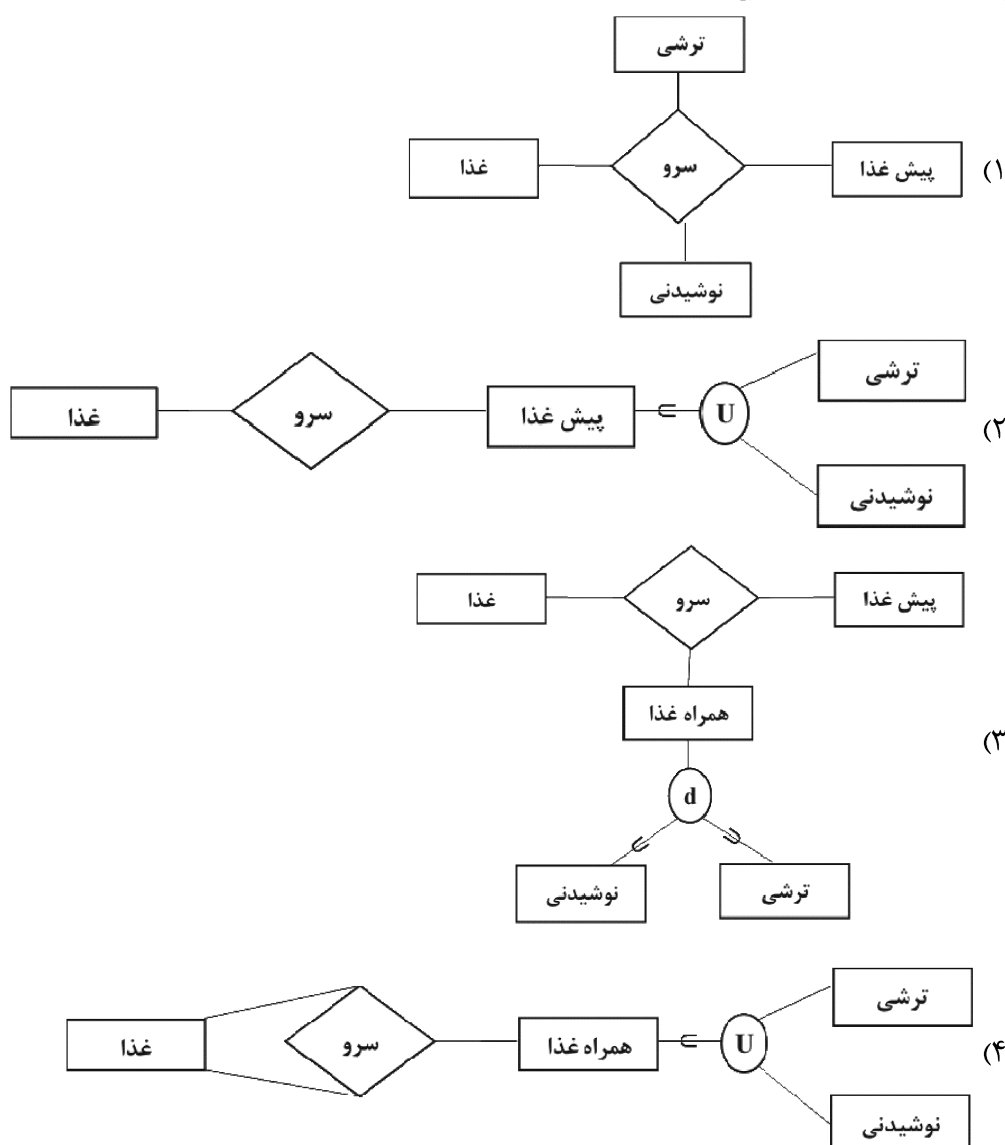 ترشی
غذا سرو پیش غذا (۱
نوشیدنی
ترشی
غذا سرو پیش غذا ⊂ U (۲
نوشیدنی
غذا سرو پیش غذا
همراه غذا
(۳
d
⊂ ⊂
نوشیدنی ترشی
ترشی
غذا سرو همراه غذا ⊂ U (۴
نوشیدنی